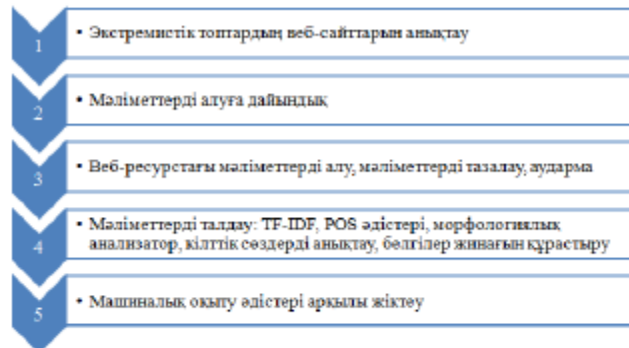 1
• Экстремистік топтардың веб-сайттарын анықтау
2
• Мәліметтерді алуға дайындық
3
• Веб-ресурстағы мәліметтерді алу, мәліметтерді тазалау, аударма
4
• Мәліметтерді талдау: TF-IDF, POS әдістері, морфологиялық
анализатор, кілттік сөздерді анықтау, белгілер жинағын құрастыру
5
• Машиналық оқыту әдістері арқылы жіктеу